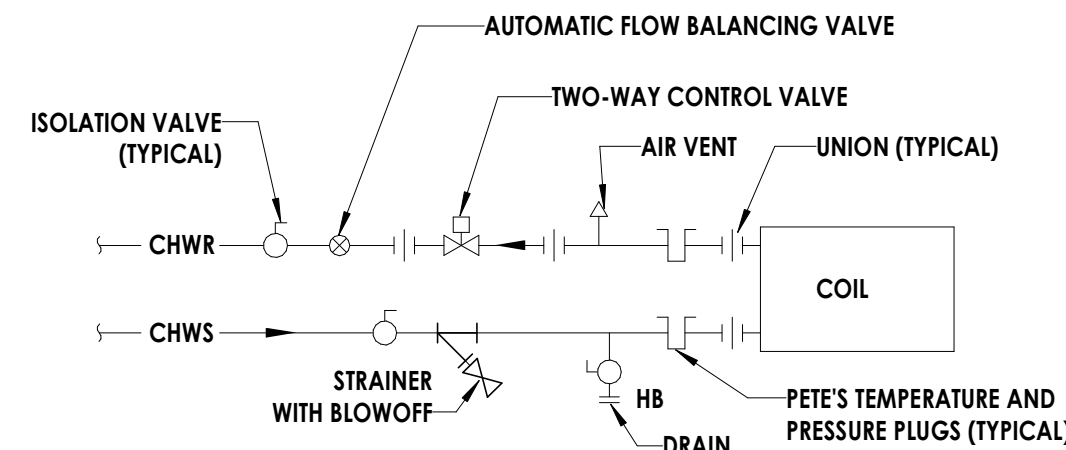 AUTOMATIC FLOW BALANCING VALVE
TWO-WAY CONTROL VALVE
ISOLATION VALVE
(TYPICAL)
AIR VENT
UNION (TYPICAL)
CHWR
COIL
CHWS
STRAINER
WITH BLOWOFF
HB
DRAIN
PETE'S TEMPERATURE AND
PRESSURE PLUGS (TYPICAL)